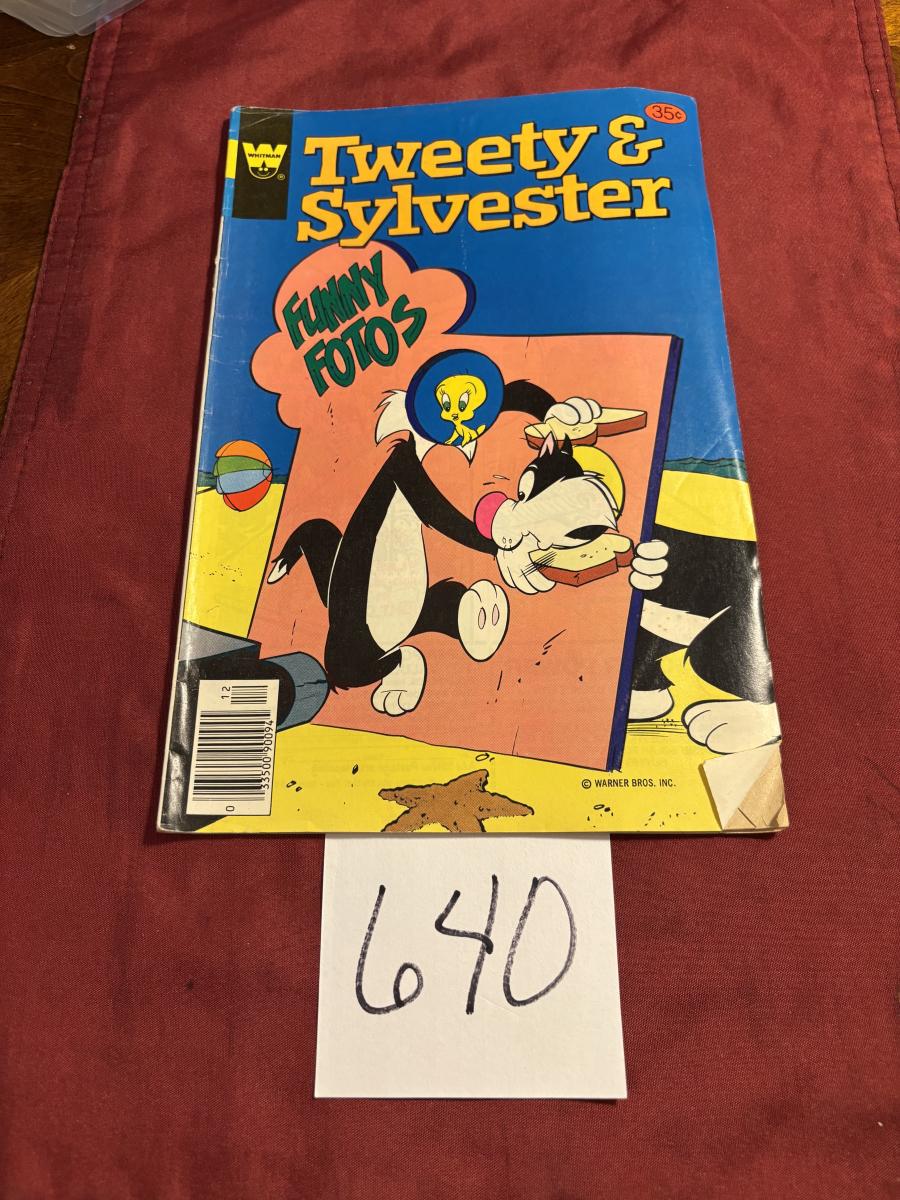 WHITMAN
®
35¢
Tweety &
Sylvester
FUNNY
FOTOS
12
0
33500 90094
© WARNER BROS. INC.
640